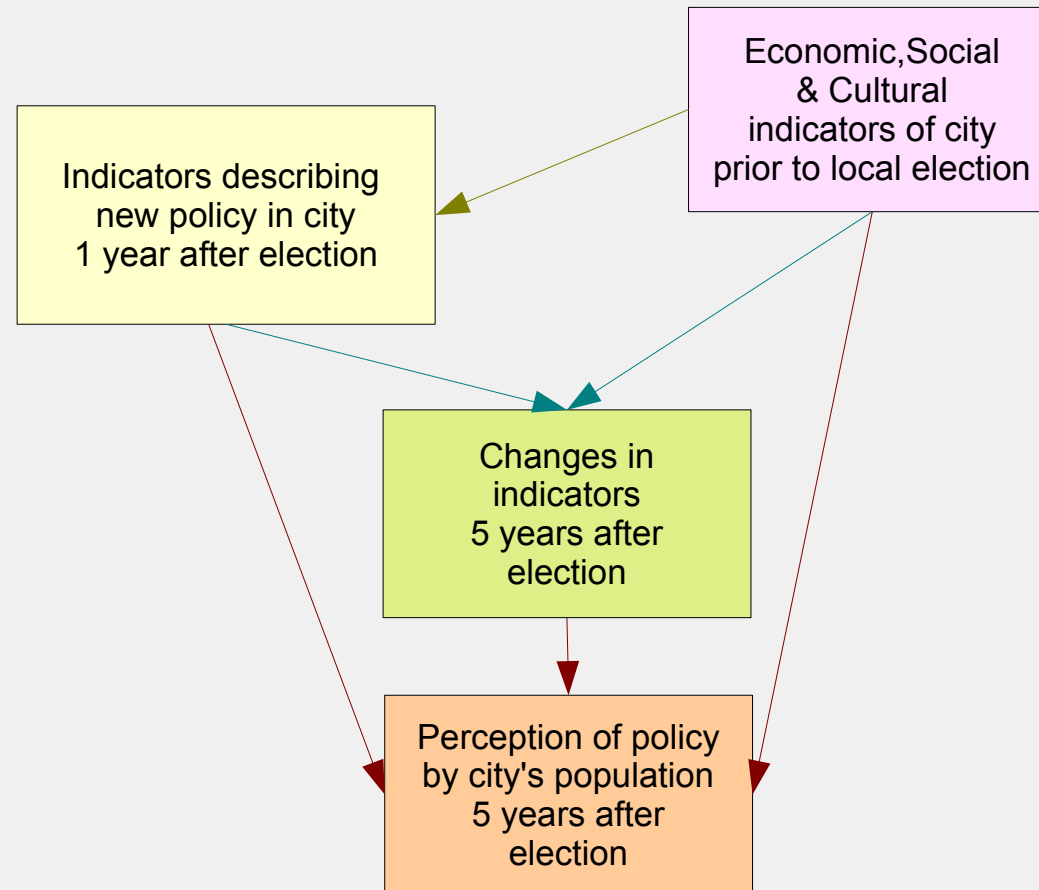 Economic,Social
& Cultural
indicators of city
prior to local election
Indicators describing
new policy in city
1 year after election
Changes in
indicators
5 years after
election
Perception of policy
by city's population
5 years after
election